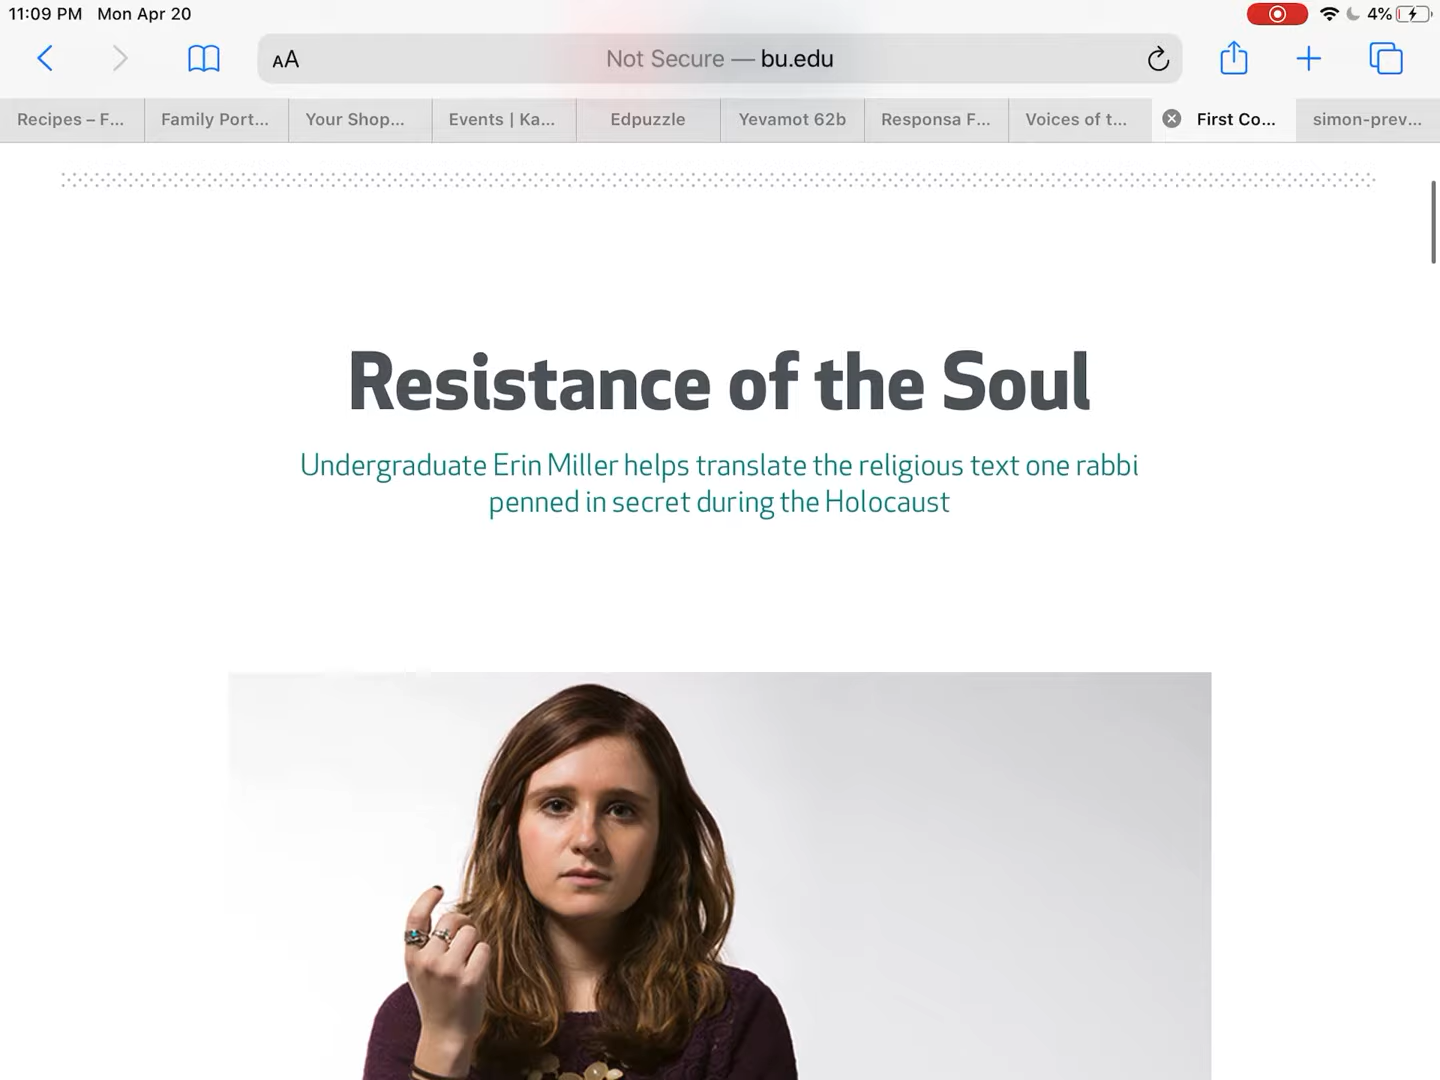 11:09 PM Mon Apr 20
4%
AA
Not Secure — bu.edu
Recipes – F...
Family Port...
Your Shop...
Events | Ka...
Edpuzzle
Yevamot 62b
Responsa F...
Voices of t...
First Co...
simon-prev...
Resistance of the Soul
Undergraduate Erin Miller helps translate the religious text one rabbi
penned in secret during the Holocaust